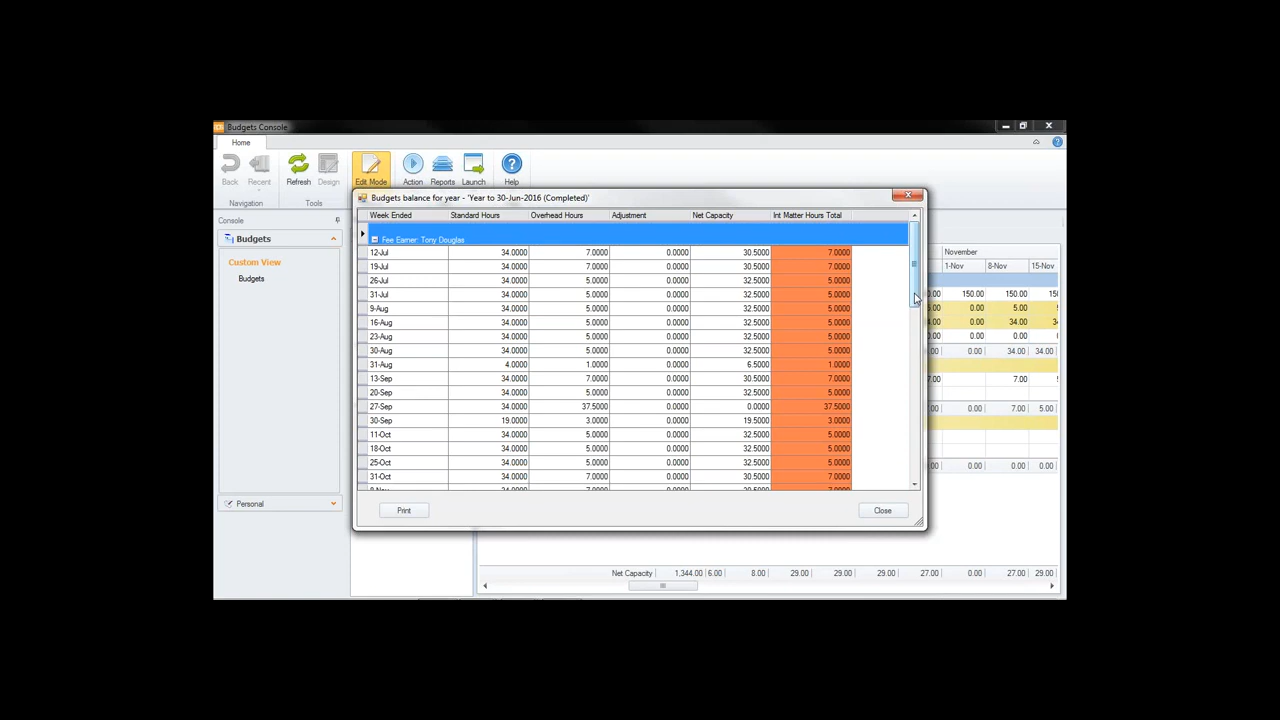 Budgets Console
Home
Back Recent Refresh Design Edit Mode Action Reports Launch Help
Navigation Tools
Console
Budgets
Custom View
Budgets
Personal
Budgets balance for year - 'Year to 30-Jun-2016 (Completed)'
Week Ended Standard Hours Overhead Hours Adjustment Net Capacity Int Matter Hours Total
Fee Earner: Tony Douglas
12-Jul 34.0000 7.0000 0.0000 30.5000 7.0000
19-Jul 34.0000 7.0000 0.0000 30.5000 7.0000
26-Jul 34.0000 5.0000 0.0000 32.5000 5.0000
31-Jul 34.0000 5.0000 0.0000 32.5000 5.0000
9-Aug 34.0000 5.0000 0.0000 32.5000 5.0000
16-Aug 34.0000 5.0000 0.0000 32.5000 5.0000
23-Aug 34.0000 5.0000 0.0000 32.5000 5.0000
30-Aug 34.0000 5.0000 0.0000 32.5000 5.0000
31-Aug 4.0000 1.0000 0.0000 6.5000 1.0000
13-Sep 34.0000 7.0000 0.0000 30.5000 7.0000
20-Sep 34.0000 5.0000 0.0000 32.5000 5.0000
27-Sep 34.0000 37.5000 0.0000 0.0000 37.5000
30-Sep 19.0000 3.0000 0.0000 19.5000 3.0000
11-Oct 34.0000 5.0000 0.0000 32.5000 5.0000
18-Oct 34.0000 5.0000 0.0000 32.5000 5.0000
25-Oct 34.0000 5.0000 0.0000 32.5000 5.0000
31-Oct 34.0000 7.0000 0.0000 30.5000 7.0000
Print Close
November
1-Nov 8-Nov 15-Nov
150.00 150.00
0.00 5.00
0.00 34.00
0.00 0.00
0.00 34.00 34.00
7.00
0.00 7.00 5.00
0.00 0.00 0.00
Net Capacity 1,344.00 6.00 8.00 29.00 29.00 29.00 27.00 0.00 27.00 29.00